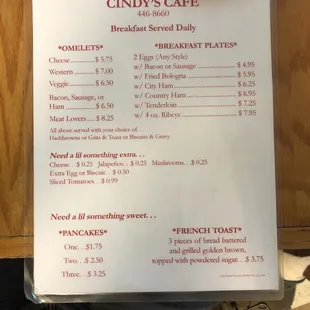 CINDY'S CAFE
446-8660
Breakfast Served Daily
*OMELETS*
Cheese..........$ 5.75
Western.........$ 7.00
Veggie..........$ 6.50
Bacon, Sausage, or
Ham.............$ 6.50
Meat Lovers.....$ 8.25
*BREAKFAST PLATES*
2 Eggs (Any Style)
w/ Bacon or Sausage..........$ 4.95
w/ Fried Bologna.............$ 5.95
w/ City Ham..................$ 6.25
w/ Country Ham...............$ 6.95
w/ Tenderloin................$ 7.25
w/ 4 oz. Ribeye..............$ 7.95
All above served with your choice of...
Hashbrowns or Grits & Toast or Biscuits & Gravy
Need a lil something extra. . .
Cheese. . $ 0.25 Jalapeños . . $ 0.25 Mushrooms. . $ 0.25
Extra Egg or Biscuit. . $ 0.50
Sliced Tomatoes. . $ 0.99
Need a lil something sweet. . .
*PANCAKES*
One. . .$1.75
Two. . $ 2.50
Three. . $ 3.25
*FRENCH TOAST*
3 pieces of bread battered
and grilled golden brown,
topped with powdered sugar. . $ 3.75